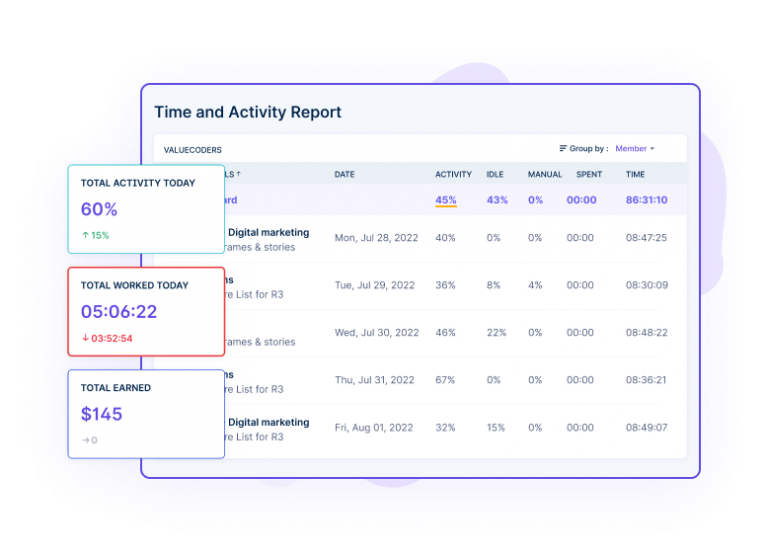 Time and Activity Report
VALUECODERS
Group by : Member
LS ↑ DATE ACTIVITY IDLE MANUAL SPENT TIME
45% 43% 0% 00:00 86:31:10
Digital marketing
rames & stories
Mon, Jul 28, 2022 40% 0% 0% 00:00 08:47:25
re List for R3
Tue, Jul 29, 2022 36% 8% 4% 00:00 08:30:09
rames & stories
Wed, Jul 30, 2022 46% 22% 0% 00:00 08:48:22
re List for R3
Thu, Jul 31, 2022 67% 0% 0% 00:00 08:36:21
Digital marketing
re List for R3
Fri, Aug 01, 2022 32% 15% 0% 00:00 08:49:07
TOTAL ACTIVITY TODAY
60%
↑ 15%
TOTAL WORKED TODAY
05:06:22
↓ 03:52:54
TOTAL EARNED
$145
→ 0